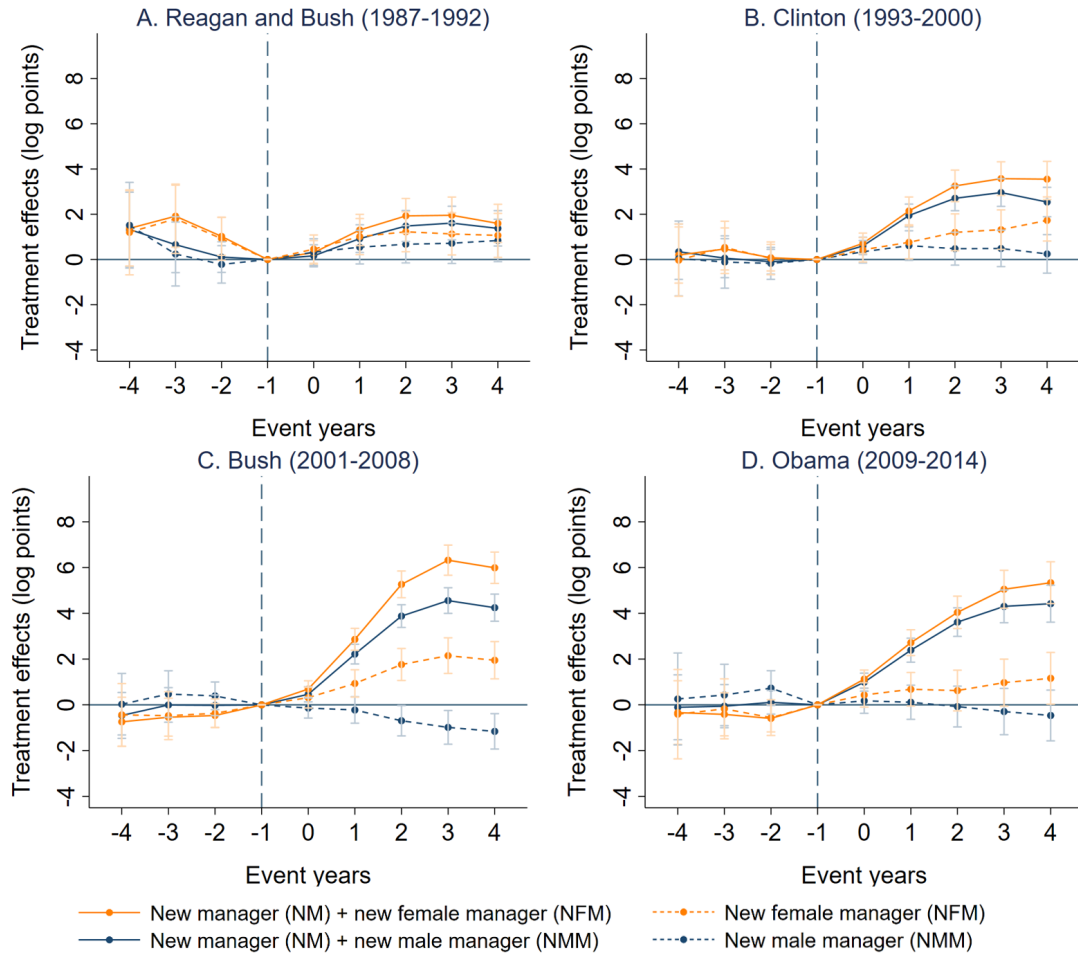 A. Reagan and Bush (1987-1992)
Treatment effects (log points)
8
6
4
2
0
-2
-4
-4 -3 -2 -1 0 1 2 3 4
Event years
B. Clinton (1993-2000)
Treatment effects (log points)
8
6
4
2
0
-2
-4
-4 -3 -2 -1 0 1 2 3 4
Event years
C. Bush (2001-2008)
Treatment effects (log points)
8
6
4
2
0
-2
-4
-4 -3 -2 -1 0 1 2 3 4
Event years
D. Obama (2009-2014)
Treatment effects (log points)
8
6
4
2
0
-2
-4
-4 -3 -2 -1 0 1 2 3 4
Event years
New manager (NM) + new female manager (NFM)
New female manager (NFM)
New manager (NM) + new male manager (NMM)
New male manager (NMM)